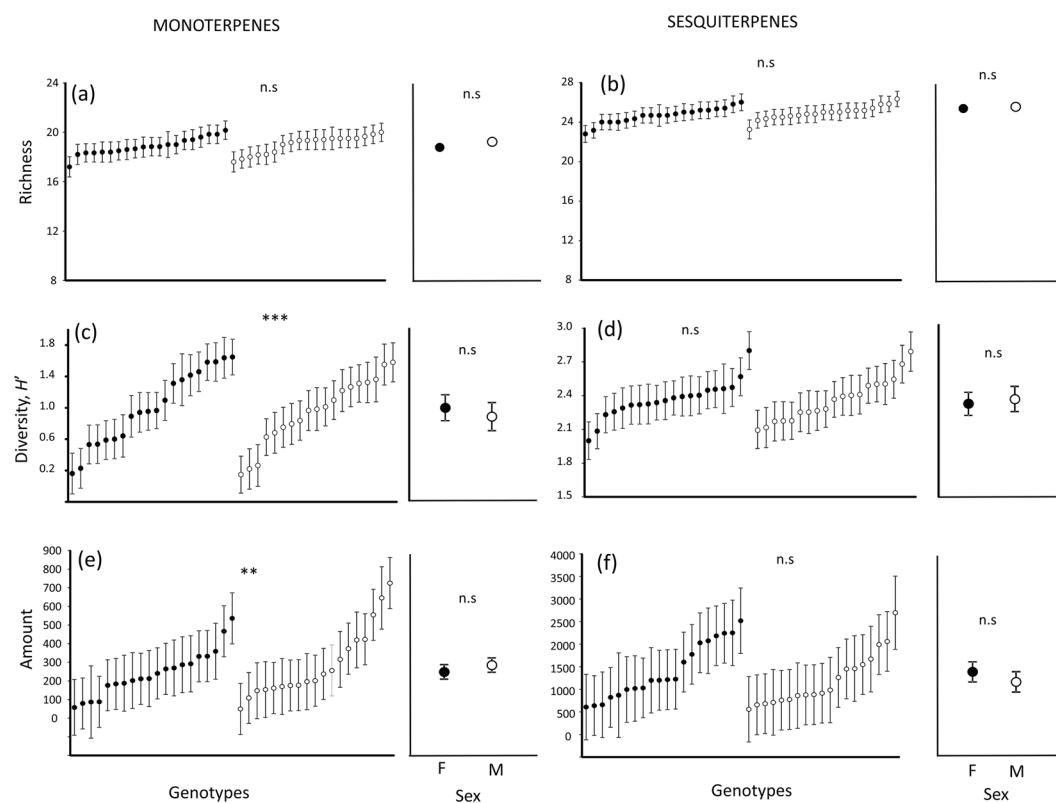 MONOTERPENES
SESQUITERPENES
Richness
24
20
16
12
8
(a)
n.s
n.s
28
24
20
16
12
8
(b)
n.s
n.s
Diversity, H'
1.8
1.4
1.0
0.6
0.2
(c)
***
n.s
3.0
2.7
2.4
2.1
1.8
1.5
(d)
n.s
n.s
Amount
900
800
700
600
500
400
300
200
100
0
(e)
**
n.s
F
M
4000
3500
3000
2500
2000
1500
1000
500
0
(f)
n.s
n.s
F
M
Genotypes
Sex
Genotypes
Sex